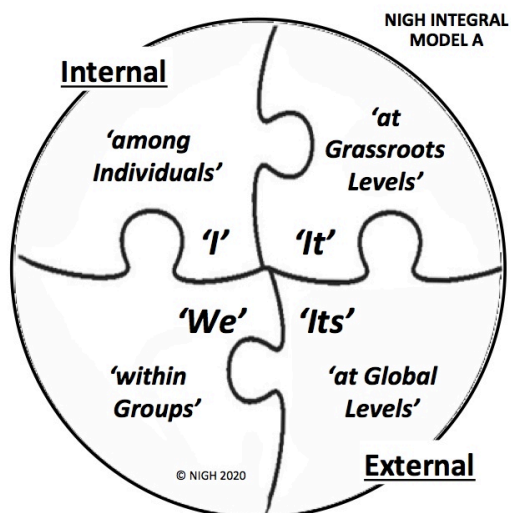 NIGH INTEGRAL
MODEL A
Internal
‘among
Individuals’
‘I’
‘at
Grassroots
Levels’
‘It’
‘We’
‘within
Groups’
‘Its’
‘at Global
Levels’
© NIGH 2020
External